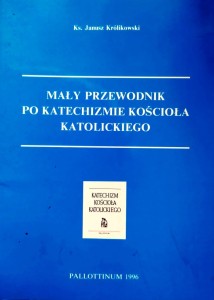 Ks. Janusz Królikowski
MAŁY PRZEWODNIK
PO KATECHIZMIE KOŚCIOŁA
KATOLICKIEGO
KATECHIZM
KOŚCIOŁA
KATOLICKIEGO
PALLOTTINUM 1996